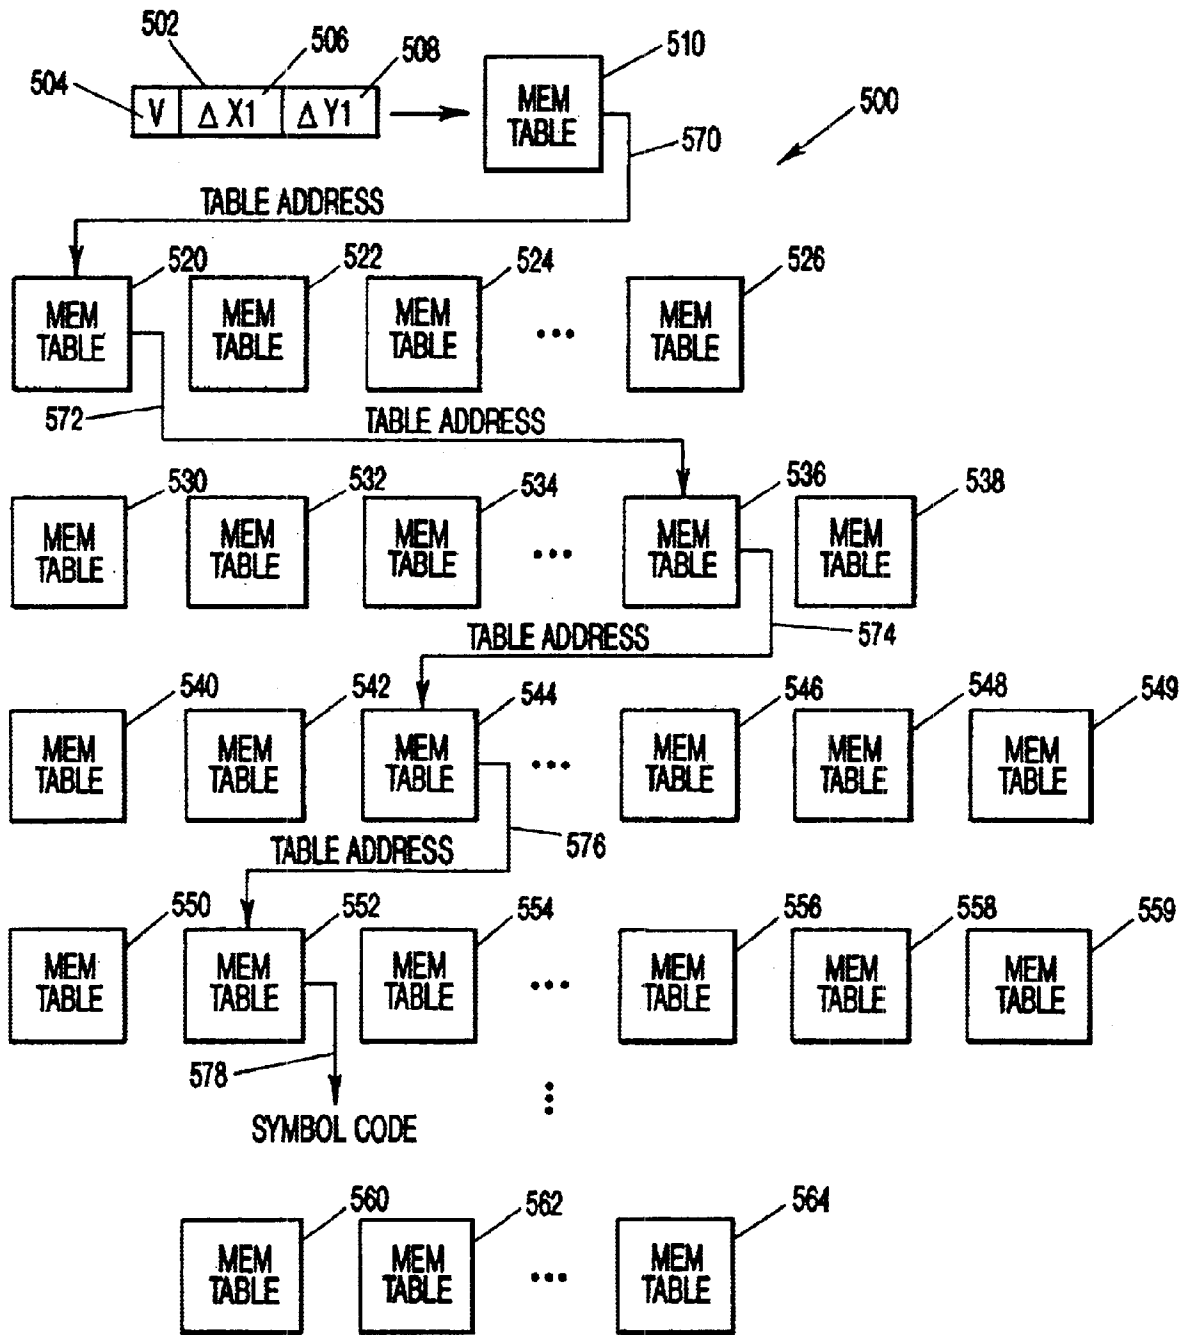 502
506
508
510
504
V
Δ X1
Δ Y1
MEM
TABLE
500
570
TABLE ADDRESS
520
522
524
526
MEM
TABLE
MEM
TABLE
MEM
TABLE
•••
MEM
TABLE
572
TABLE ADDRESS
530
532
534
536
538
MEM
TABLE
MEM
TABLE
MEM
TABLE
•••
MEM
TABLE
MEM
TABLE
574
TABLE ADDRESS
540
542
544
546
548
549
MEM
TABLE
MEM
TABLE
MEM
TABLE
•••
MEM
TABLE
MEM
TABLE
MEM
TABLE
576
TABLE ADDRESS
550
552
554
556
558
559
MEM
TABLE
MEM
TABLE
MEM
TABLE
•••
MEM
TABLE
MEM
TABLE
MEM
TABLE
578
SYMBOL CODE
560
562
564
MEM
TABLE
MEM
TABLE
•••
MEM
TABLE